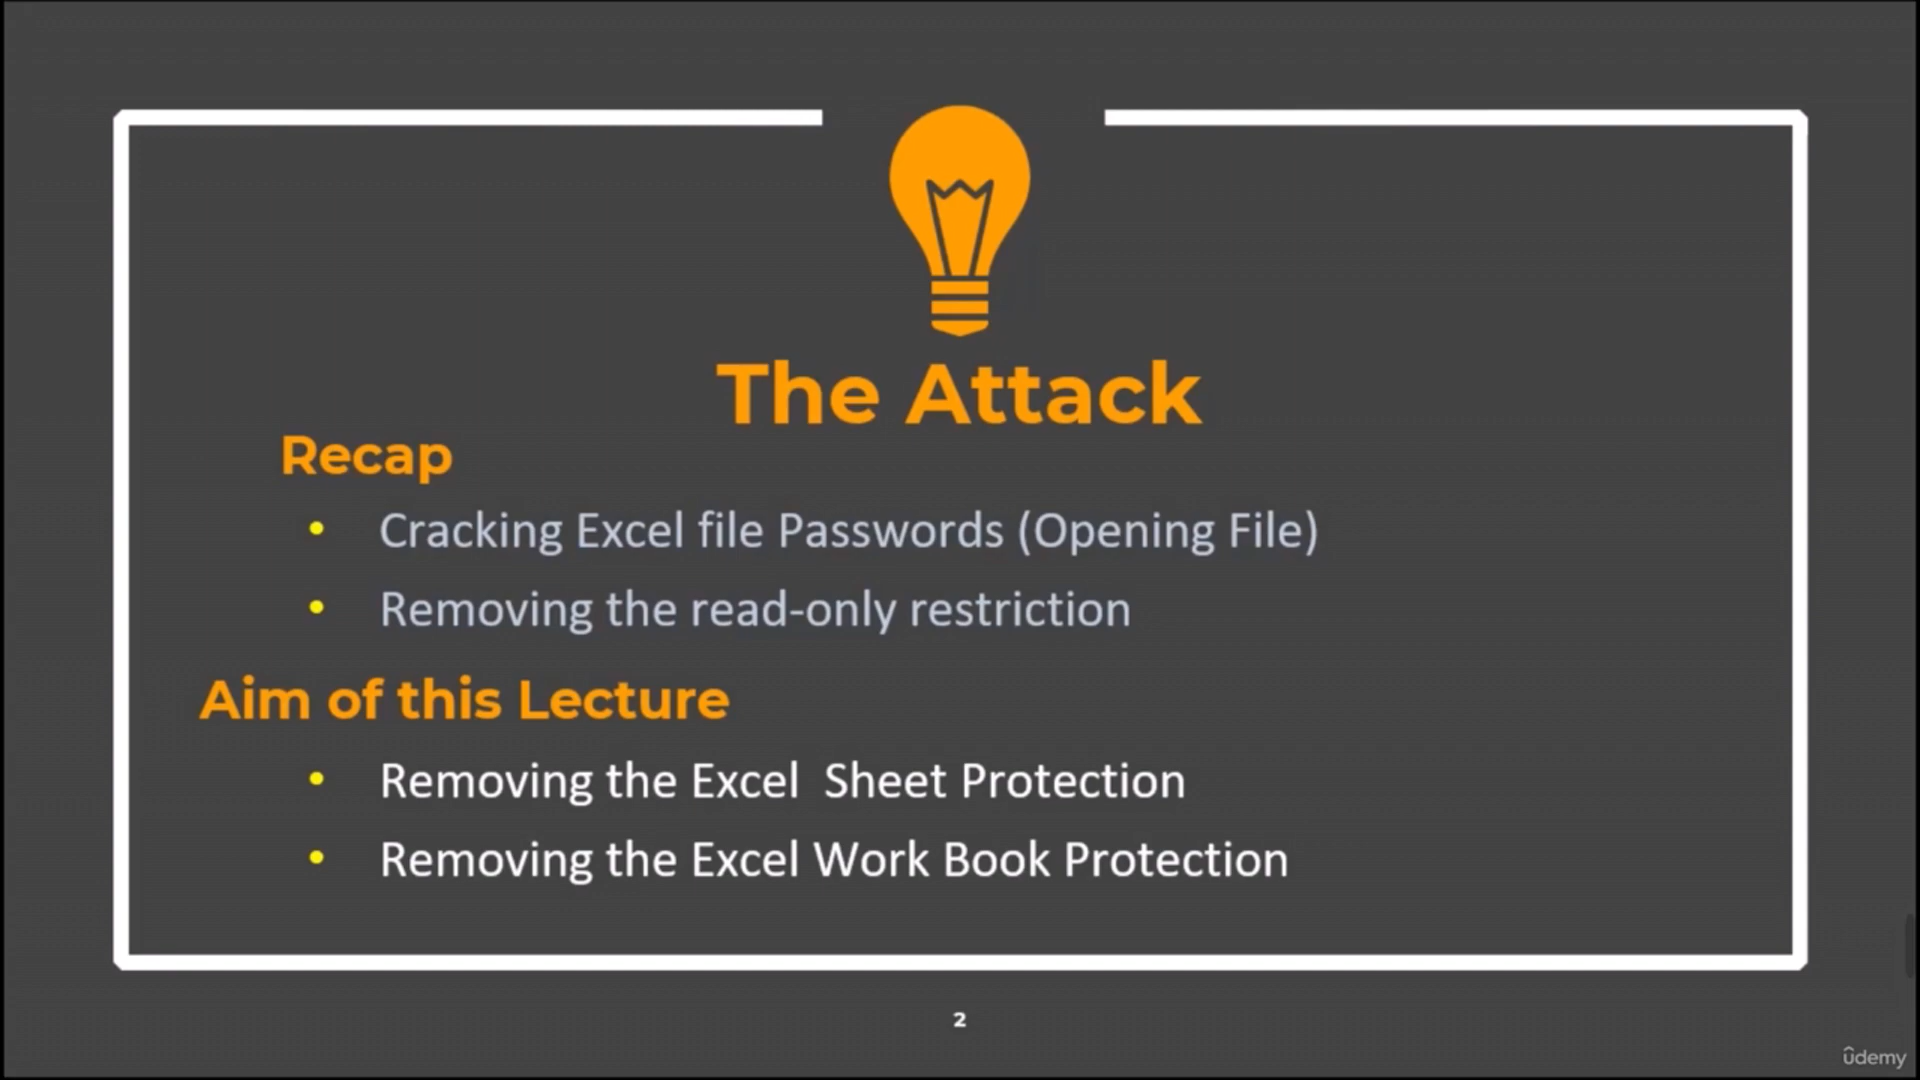 The Attack
Recap
• Cracking Excel file Passwords (Opening File)
• Removing the read-only restriction
Aim of this Lecture
• Removing the Excel  Sheet Protection
• Removing the Excel Work Book Protection
2
ûdemy